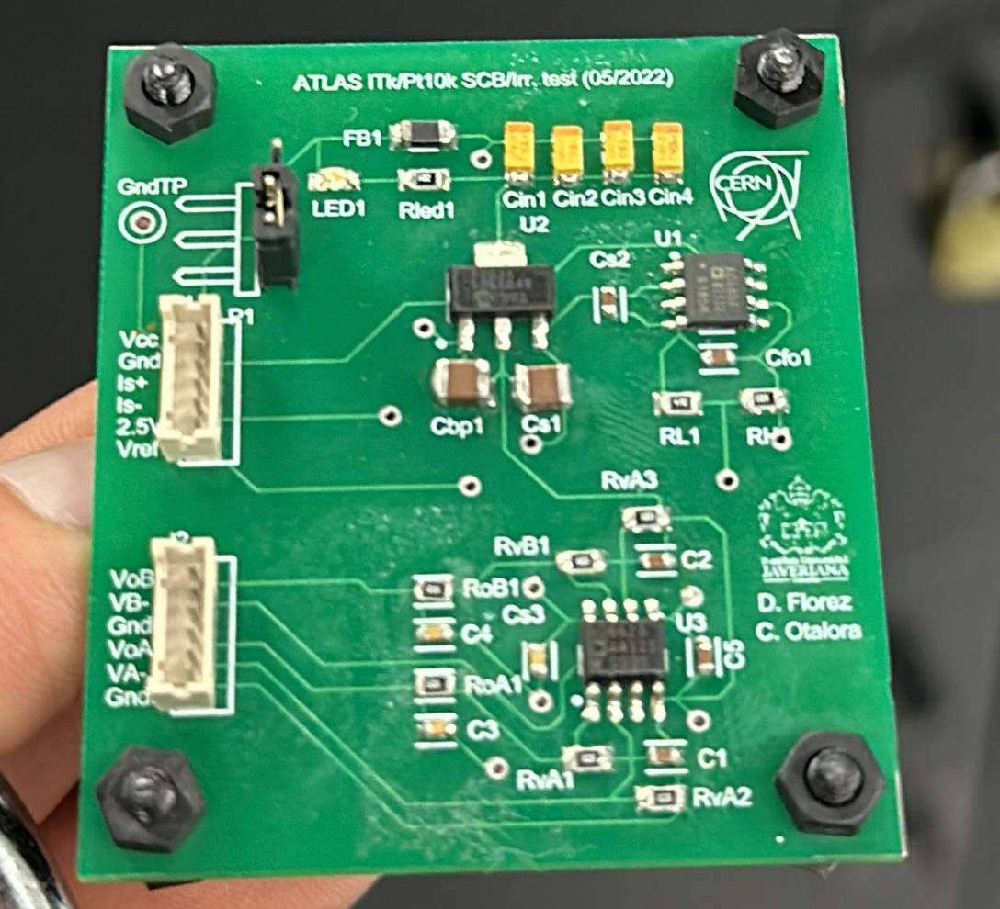 ATLAS ITk/Pt10k SCB/Irr. test (05/2022)
FB1
GndTP
LED1
Rled1
Cin1 Cin2 Cin3 Cin4
U2
CERN
U1
Cs2
P1
Vcc
Gnd
Is+
Is-
2.5V
Vref
Cfo1
Cbp1
Cs1
RL1
RvA3
RvB1
C2
JAVERIANA
D. Florez
C. Otalora
VoB
VB-
Gnd
VoA
VA-
Gnd
RoB1
Cs3
C4
U3
C5
RoA1
C3
RvA1
C1
RvA2